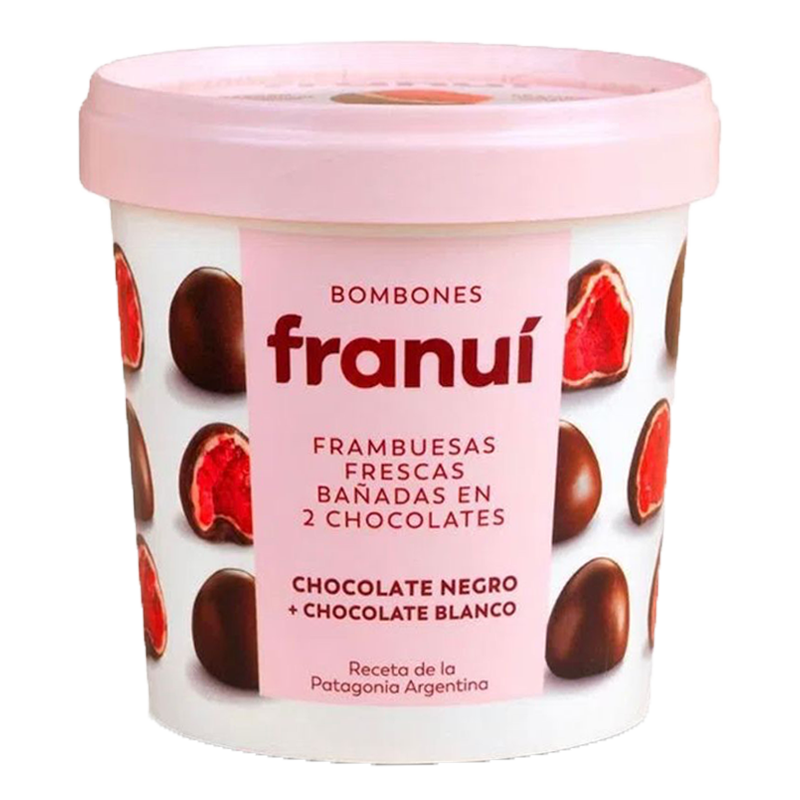 BOMBONES
franuí
FRAMBUESAS
FRESCAS
BAÑADAS EN
2 CHOCOLATES
CHOCOLATE NEGRO
+ CHOCOLATE BLANCO
Receta de la
Patagonia Argentina